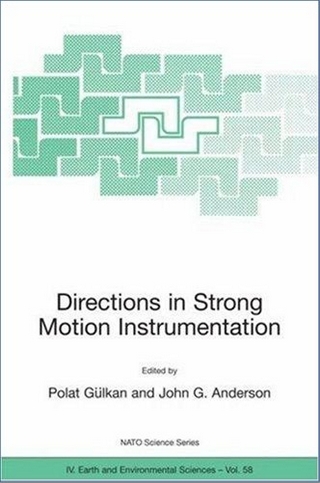 Directions in Strong
Motion Instrumentation
Edited by
Polat Gülkan and John G. Anderson
NATO Science Series
IV. Earth and Environmental Sciences – Vol. 58